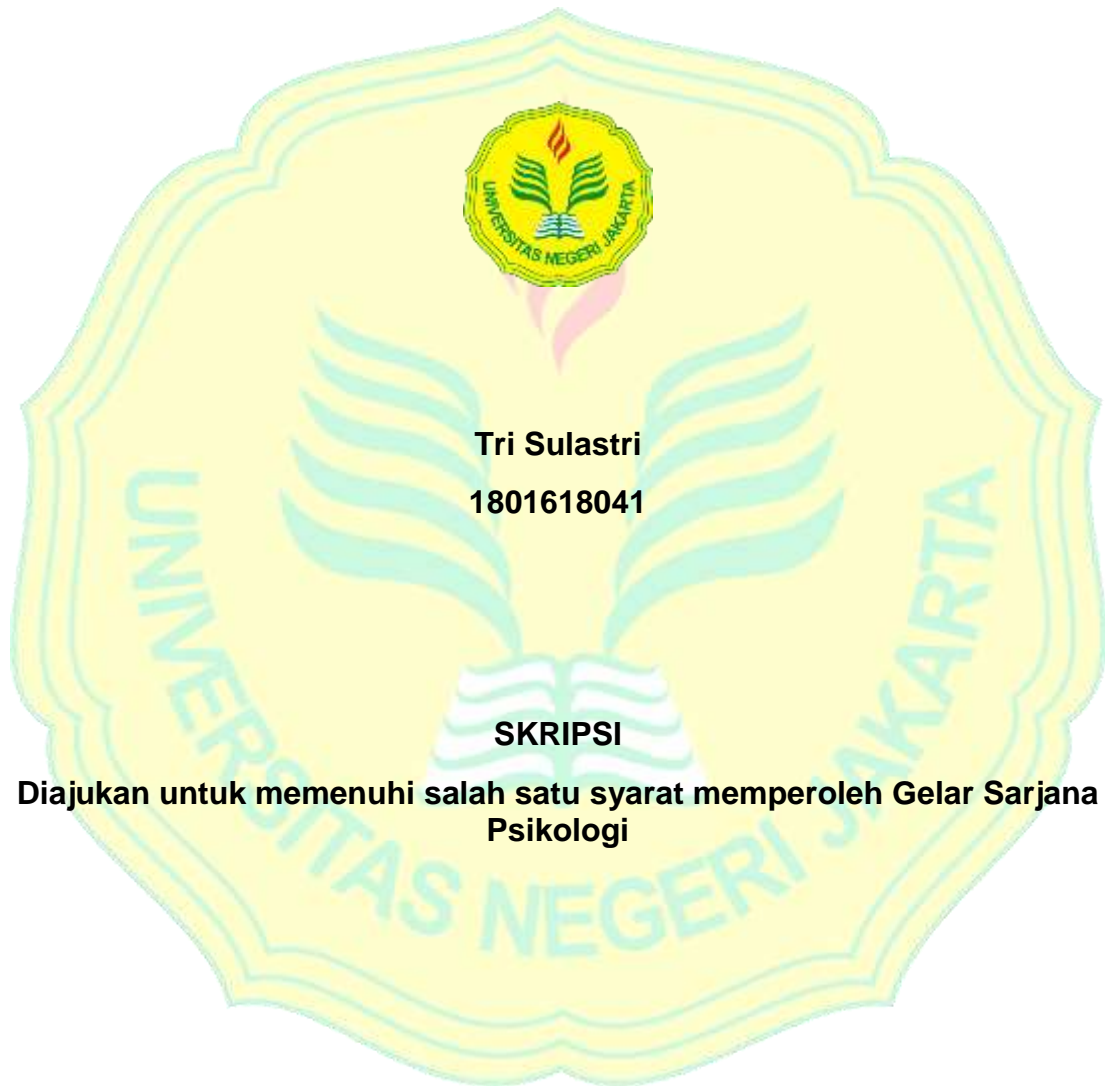 UNIVERSITAS NEGERI JAKARTA
Tri Sulastri
1801618041
SKRIPSI
Diajukan untuk memenuhi salah satu syarat memperoleh Gelar Sarjana
Psikologi
UNIVERSITAS NEGERI JAKARTA